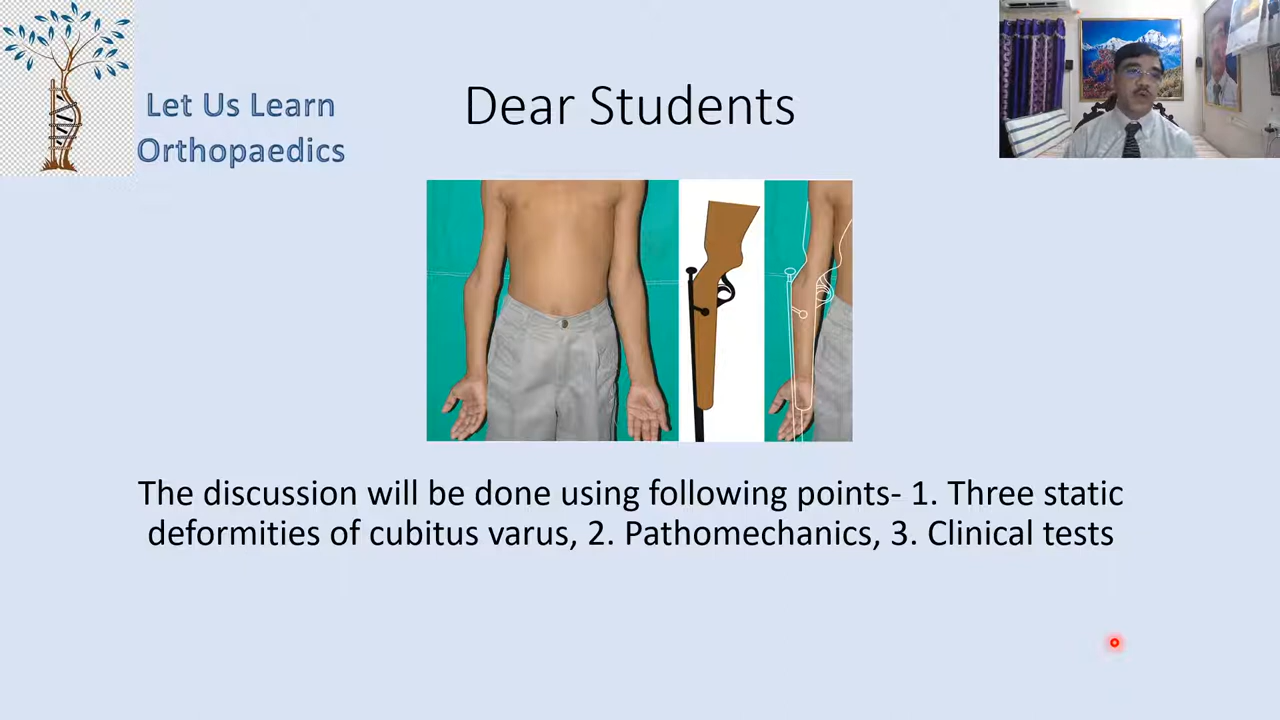 Let Us Learn
Orthopaedics
Dear Students
The discussion will be done using following points- 1. Three static
deformities of cubitus varus, 2. Pathomechanics, 3. Clinical tests